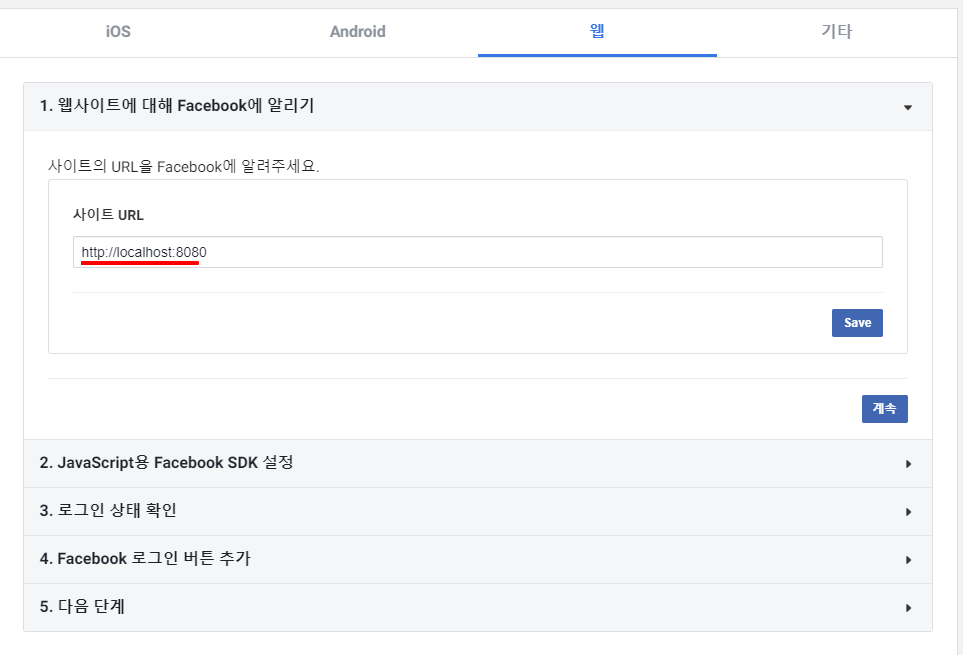 iOS
Android
웹
기타
1. 웹사이트에 대해 Facebook에 알리기
사이트의 URL을 Facebook에 알려주세요.
사이트 URL
http://localhost:8080
Save
계속
2. JavaScript용 Facebook SDK 설정
3. 로그인 상태 확인
4. Facebook 로그인 버튼 추가
5. 다음 단계